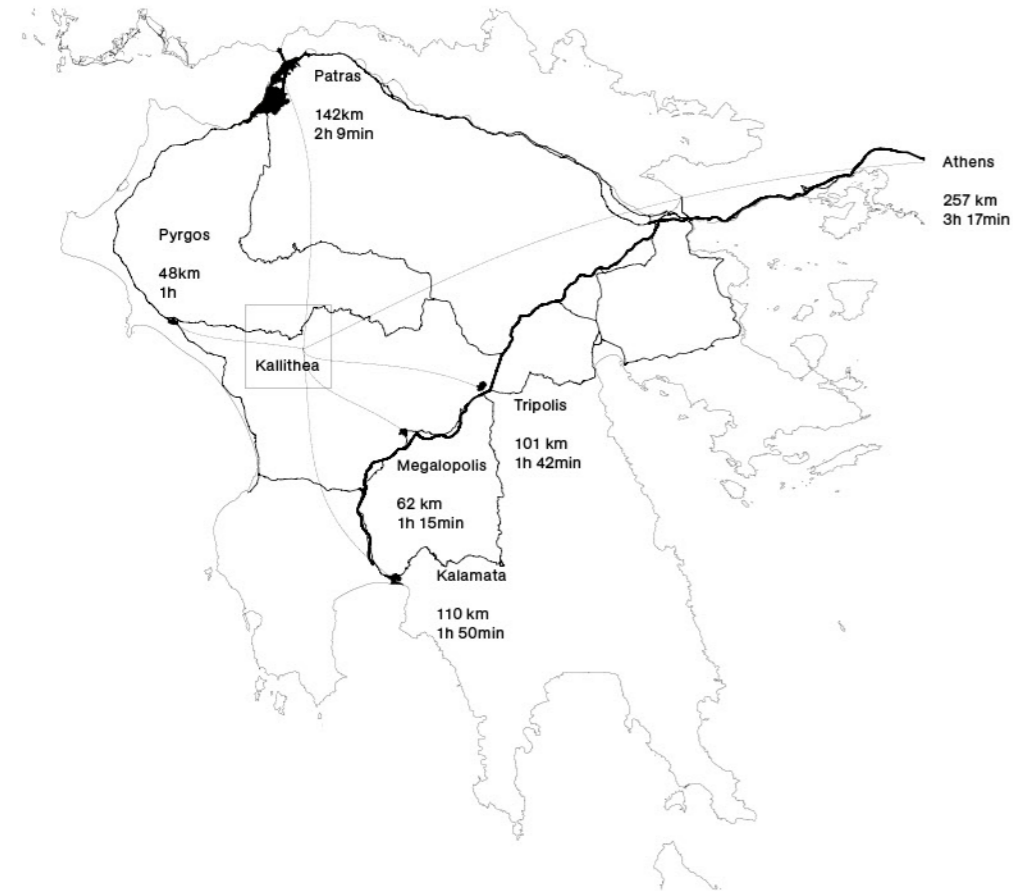 Patras
142km
2h 9min
Athens
257 km
3h 17min
Pyrgos
48km
1h
Kallithea
Tripolis
101 km
1h 42min
Megalopolis
62 km
1h 15min
Kalamata
110 km
1h 50min